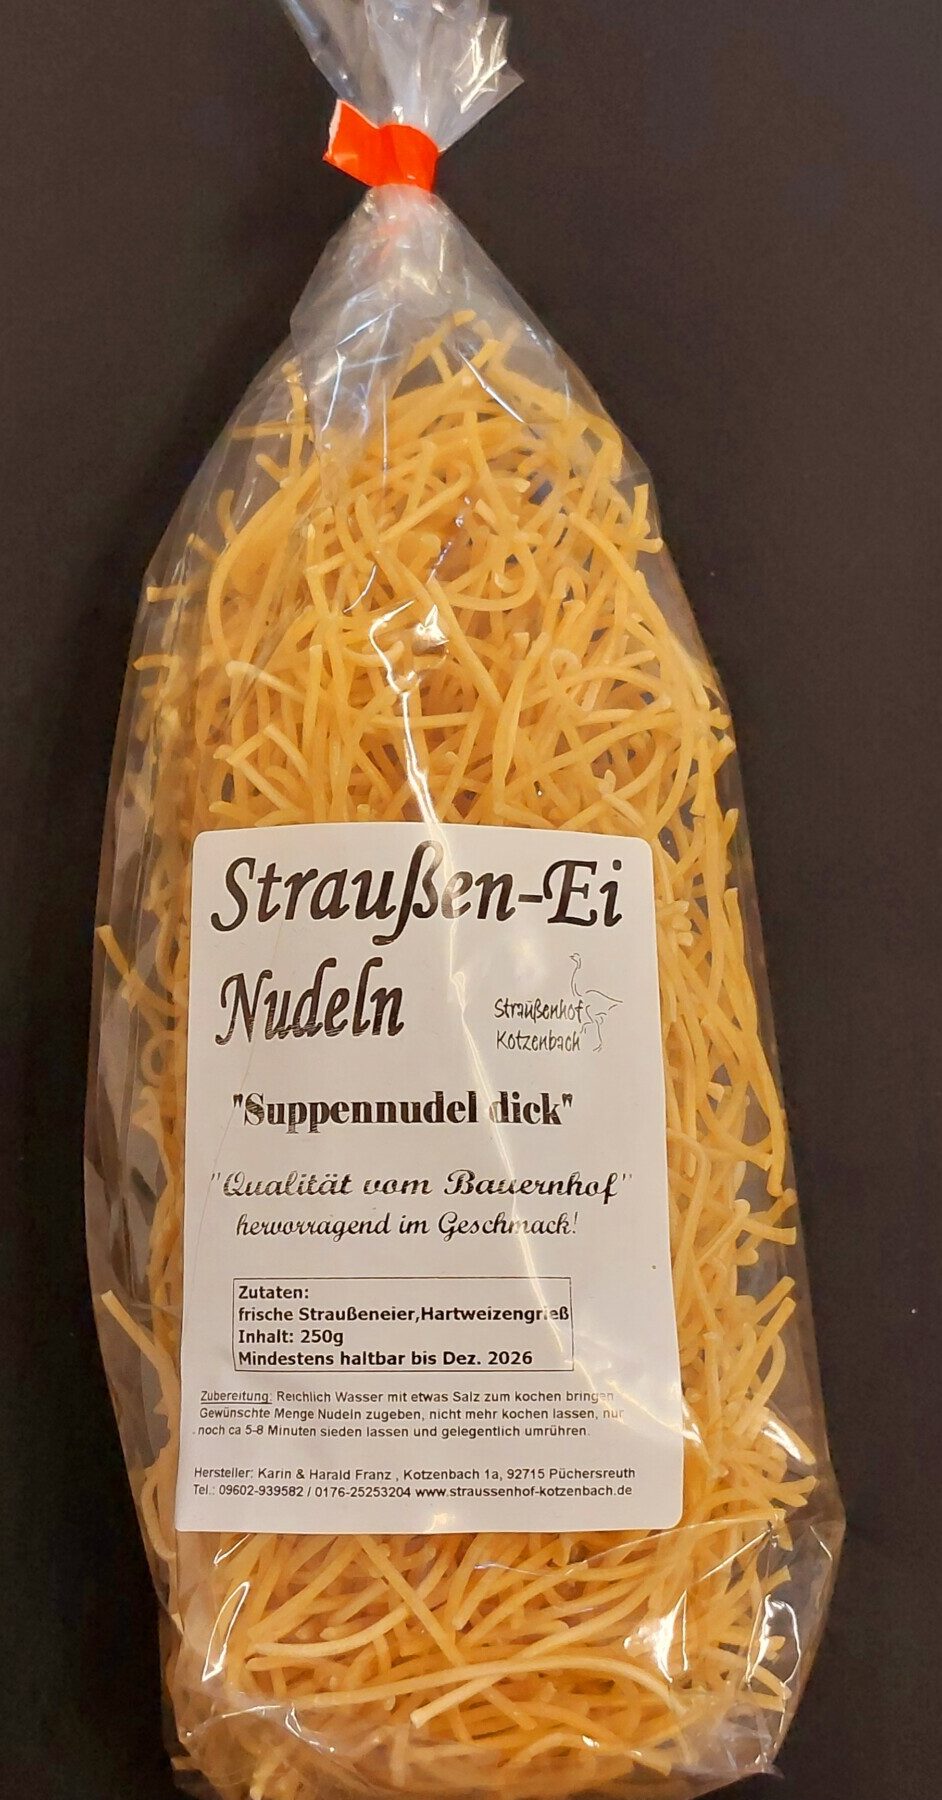 Straußen-Ei
Nudeln
Straußenhof
Kotzenbach
"Suppennudel dick"
"Qualität vom Bauernhof"
hervorragend im Geschmack!
Zutaten:
frische Straußeneier,Hartweizengrieß
Inhalt: 250g
Mindestens haltbar bis Dez. 2026
Zubereitung: Reichlich Wasser mit etwas Salz zum kochen bringen
Gewünschte Menge Nudeln zugeben, nicht mehr kochen lassen, nur
noch ca 5-8 Minuten sieden lassen und gelegentlich umrühren.
Hersteller: Karin & Harald Franz , Kotzenbach 1a, 92715 Püchersreuth
Tel.: 09602-939582 / 0176-25253204 www.straussenhof-kotzenbach.de